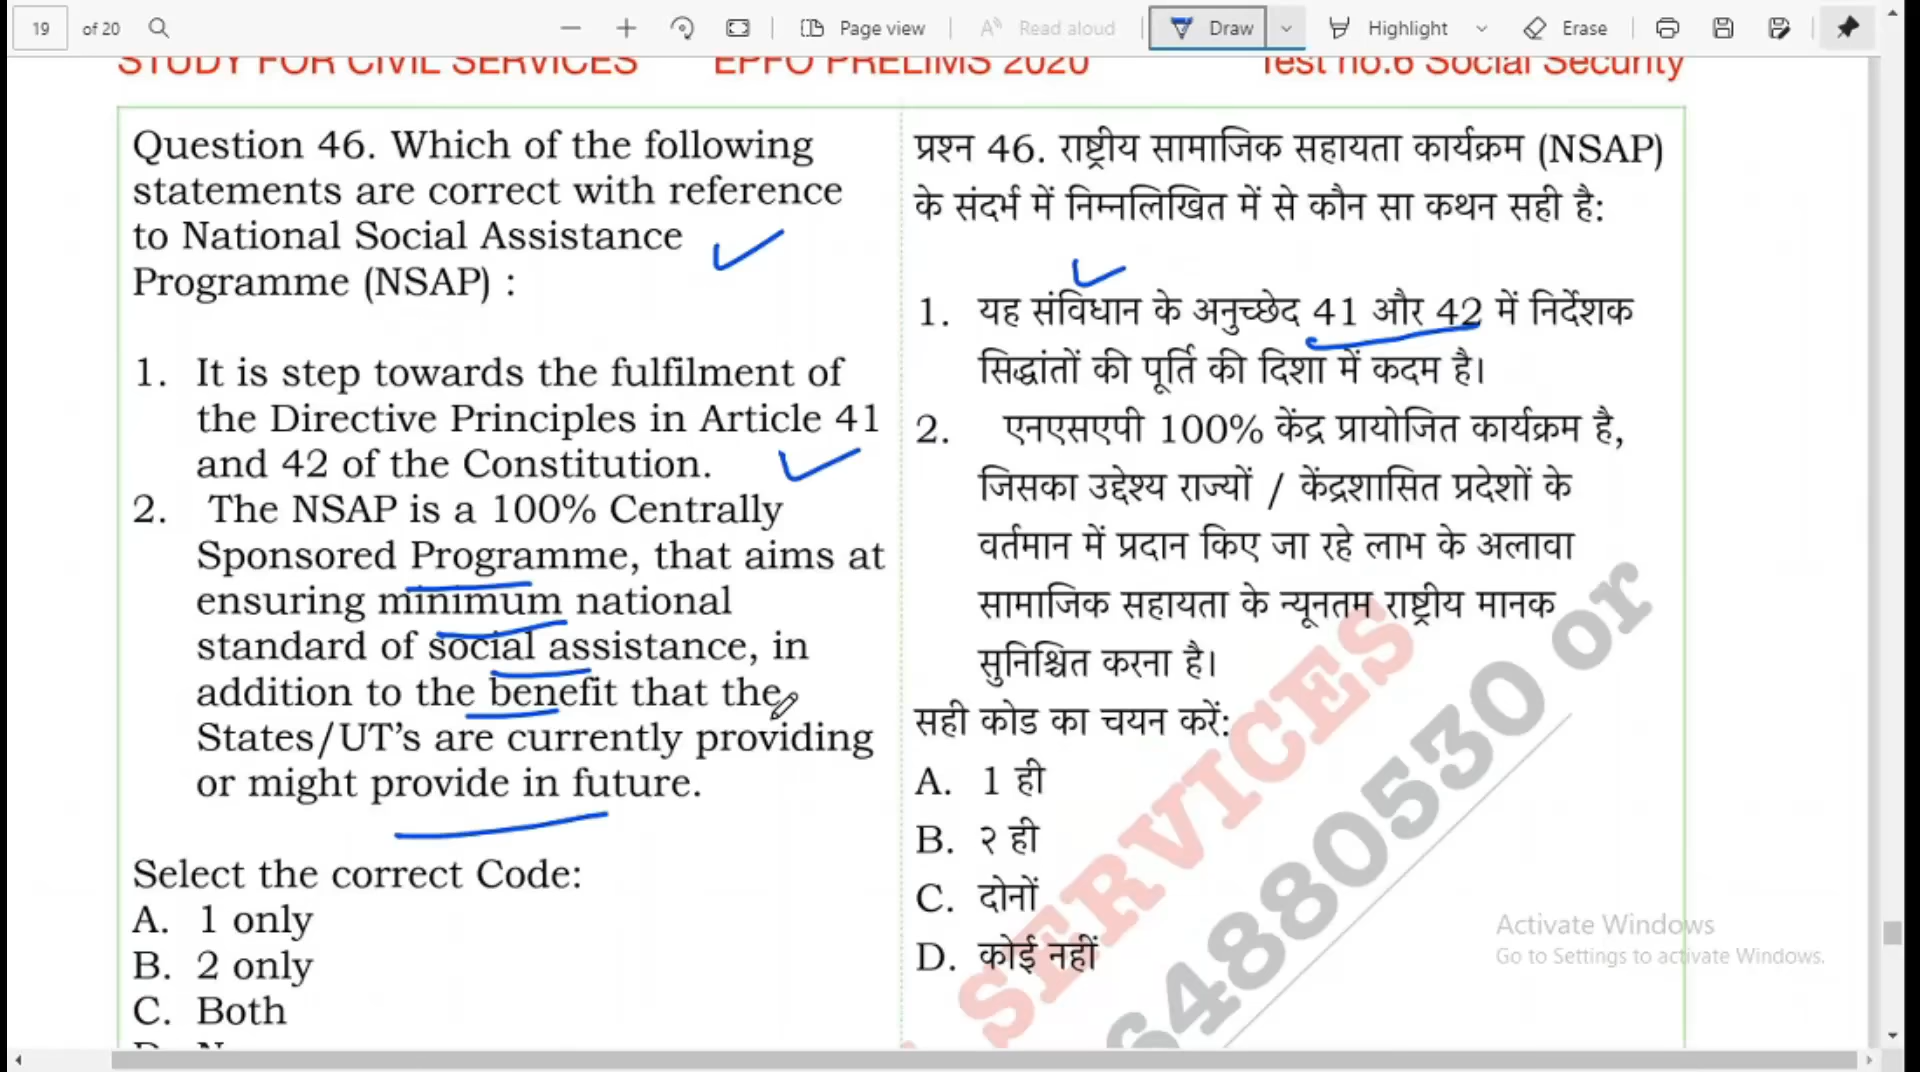 19 of 20 Page view Read aloud Draw Highlight Erase
STUDY FOR CIVIL SERVICES EPFO PRELIMS 2020 Test no.6 Social Security
Question 46. Which of the following
statements are correct with reference
to National Social Assistance
Programme (NSAP) :
1. It is step towards the fulfilment of
the Directive Principles in Article 41
and 42 of the Constitution.
2. The NSAP is a 100% Centrally
Sponsored Programme, that aims at
ensuring minimum national
standard of social assistance, in
addition to the benefit that the
States/UT’s are currently providing
or might provide in future.
Select the correct Code:
A. 1 only
B. 2 only
C. Both
प्रश्न 46. राष्ट्रीय सामाजिक सहायता कार्यक्रम (NSAP)
के संदर्भ में निम्नलिखित में से कौन सा कथन सही है:
1. यह संविधान के अनुच्छेद 41 और 42 में निर्देशक
सिद्धांतों की पूर्ति की दिशा में कदम है।
2. एनएसएपी 100% केंद्र प्रायोजित कार्यक्रम है,
जिसका उद्देश्य राज्यों / केंद्रशासित प्रदेशों के
वर्तमान में प्रदान किए जा रहे लाभ के अलावा
सामाजिक सहायता के न्यूनतम राष्ट्रीय मानक
सुनिश्चित करना है।
सही कोड का चयन करें:
A. 1 ही
B. २ ही
C. दोनों
D. कोई नहीं
SERVICES
64880530 or
Activate Windows
Go to Settings to activate Windows.